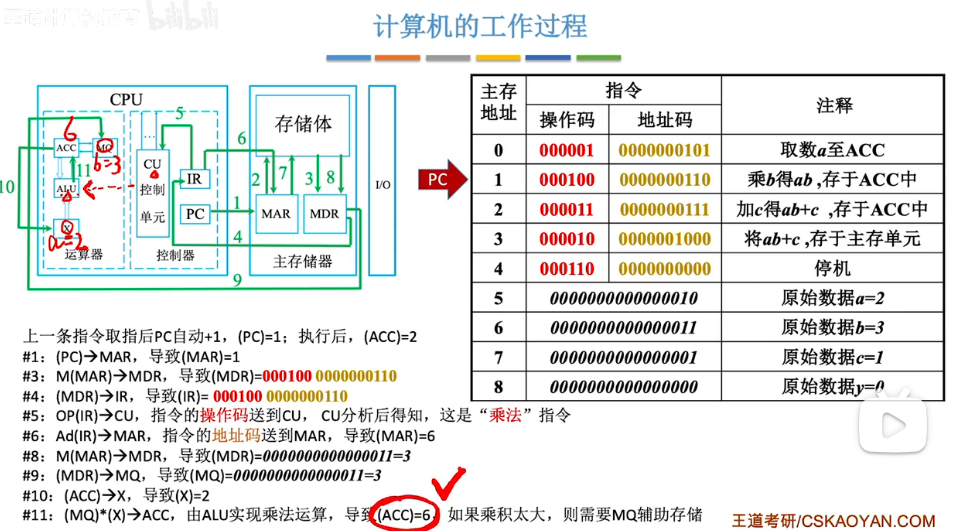 计算机的工作过程
bilibili
CPU
6
ACC
MQ
b=3
11
ALU
X
a=2
运算器
5
CU
控制
单元
IR
PC
控制器
6
1
4
存储体
2
7
3
8
MAR
MDR
主存储器
I/O
10
9
PC
主存地址 指令 注释
操作码 地址码
0 000001 0000000101 取数a至ACC
1 000100 0000000110 乘b得ab ,存于ACC中
2 000011 0000000111 加c得ab+c ,存于ACC中
3 000010 0000001000 将ab+c ,存于主存单元
4 000110 0000000000 停机
5 0000000000000010 原始数据a=2
6 0000000000000011 原始数据b=3
7 0000000000000001 原始数据c=1
8 0000000000000000 原始数据y=0
上一条指令取指后PC自动+1，(PC)=1；执行后，(ACC)=2
#1：(PC)→MAR，导致(MAR)=1
#3：M(MAR)→MDR，导致(MDR)=000100 0000000110
#4：(MDR)→IR，导致(IR)= 000100 0000000110
#5：OP(IR)→CU，指令的操作码送到CU， CU分析后得知，这是“乘法”指令
#6：Ad(IR)→MAR，指令的地址码送到MAR，导致(MAR)=6
#8：M(MAR)→MDR，导致(MDR)=0000000000000011=3
#9：(MDR)→MQ，导致(MQ)=0000000000000011=3
#10：(ACC)→X，导致(X)=2
#11：(MQ)*(X)→ACC，由ALU实现乘法运算，导致(ACC)=6，如果乘积太大，则需要MQ辅助存储
王道考研/CSKAOYAN.COM